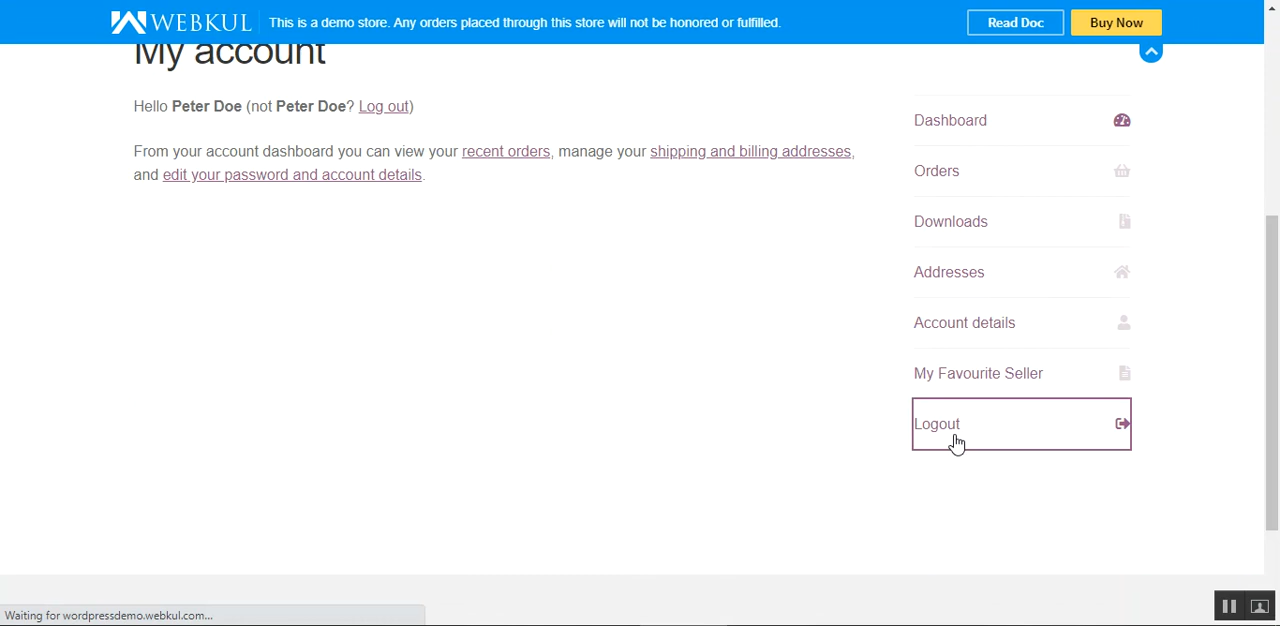 WEBKUL This is a demo store. Any orders placed through this store will not be honored or fulfilled. Read Doc Buy Now
My account
Hello Peter Doe (not Peter Doe? Log out)
From your account dashboard you can view your recent orders, manage your shipping and billing addresses,
and edit your password and account details.
Dashboard
Orders
Downloads
Addresses
Account details
My Favourite Seller
Logout
Waiting for wordpressdemo.webkul.com...